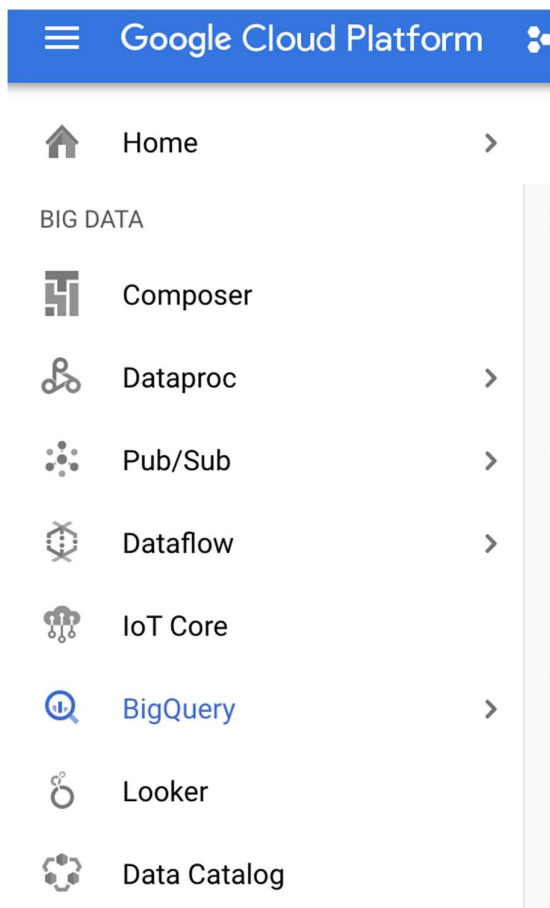 Google Cloud Platform
Home
BIG DATA
Composer
Dataproc
Pub/Sub
Dataflow
IoT Core
BigQuery
Looker
Data Catalog